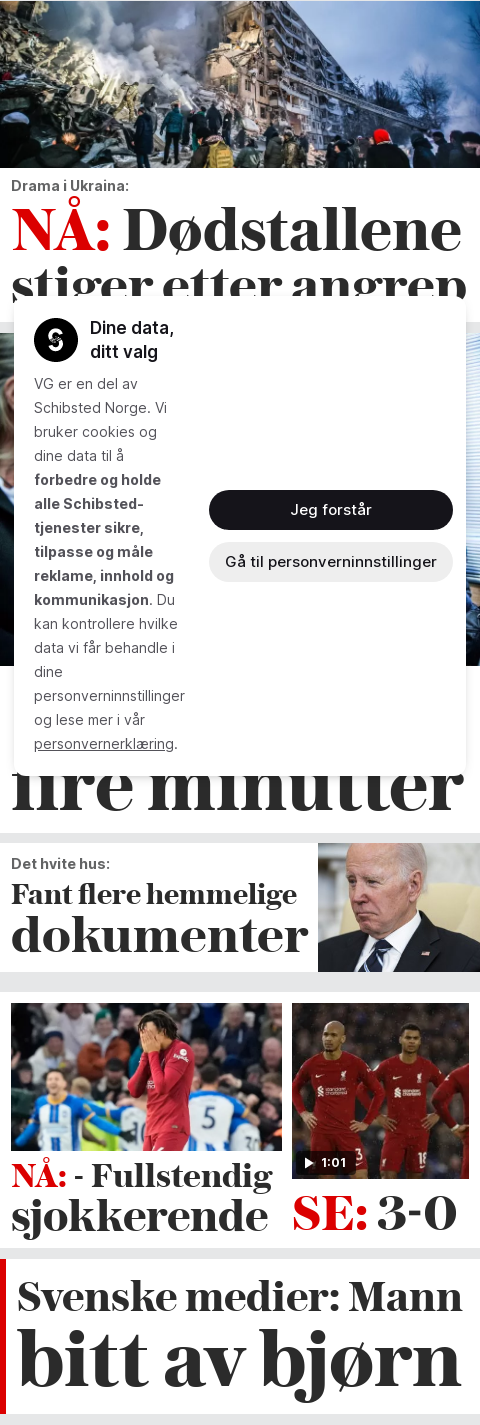 Drama i Ukraina:
NÅ: Dødstallene
stiger etter angrep
Dine data,
ditt valg
VG er en del av
Schibsted Norge. Vi
bruker cookies og
dine data til å
forbedre og holde
alle Schibsted-
tjenester sikre,
tilpasse og måle
reklame, innhold og
kommunikasjon. Du
kan kontrollere hvilke
data vi får behandle i
dine
personverninnstillinger
og lese mer i vår
personvernerklæring.
Jeg forstår
Gå til personverninnstillinger
fire minutter
Det hvite hus:
Fant flere hemmelige
dokumenter
5
3
18
1:01
NÅ: - Fullstendig
sjokkerende
SE: 3-0
Svenske medier: Mann
bitt av bjørn